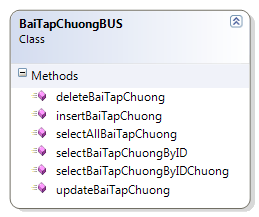 BaiTapChuongBUS
Class
Methods
deleteBaiTapChuong
insertBaiTapChuong
selectAllBaiTapChuong
selectBaiTapChuongByID
selectBaiTapChuongByIDChuong
updateBaiTapChuong